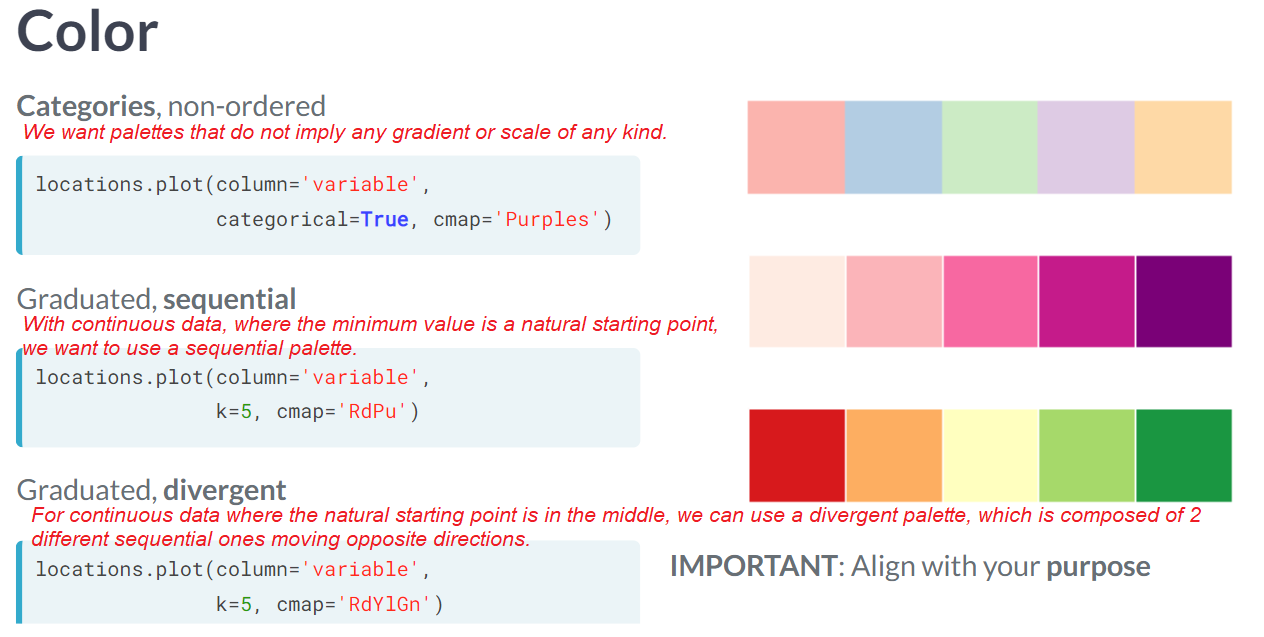 Color
Categories, non-ordered
We want palettes that do not imply any gradient or scale of any kind.
locations.plot(column='variable',
categorical=True, cmap='Purples')
Graduated, sequential
With continuous data, where the minimum value is a natural starting point,
we want to use a sequential palette.
locations.plot(column='variable',
k=5, cmap='RdPu')
Graduated, divergent
For continuous data where the natural starting point is in the middle, we can use a divergent palette, which is composed of 2
different sequential ones moving opposite directions.
locations.plot(column='variable',
k=5, cmap='RdYlGn')
IMPORTANT: Align with your purpose